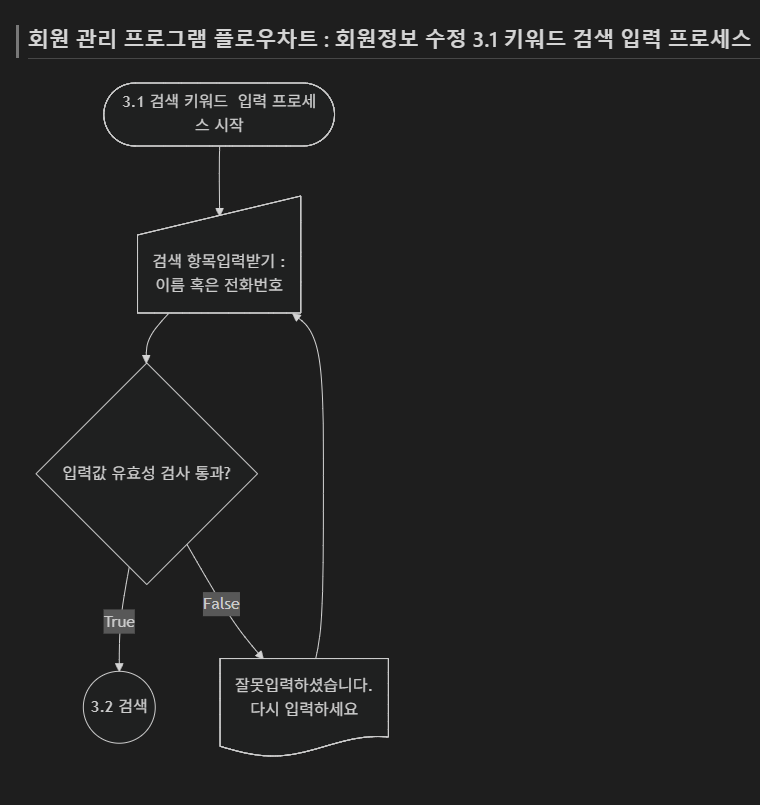 회원 관리 프로그램 플로우차트 : 회원정보 수정 3.1 키워드 검색 입력 프로세스
3.1 검색 키워드  입력 프로세
스 시작
검색 항목입력받기 :
이름 혹은 전화번호
입력값 유효성 검사 통과?
False
True
잘못입력하셨습니다.
다시 입력하세요
3.2 검색